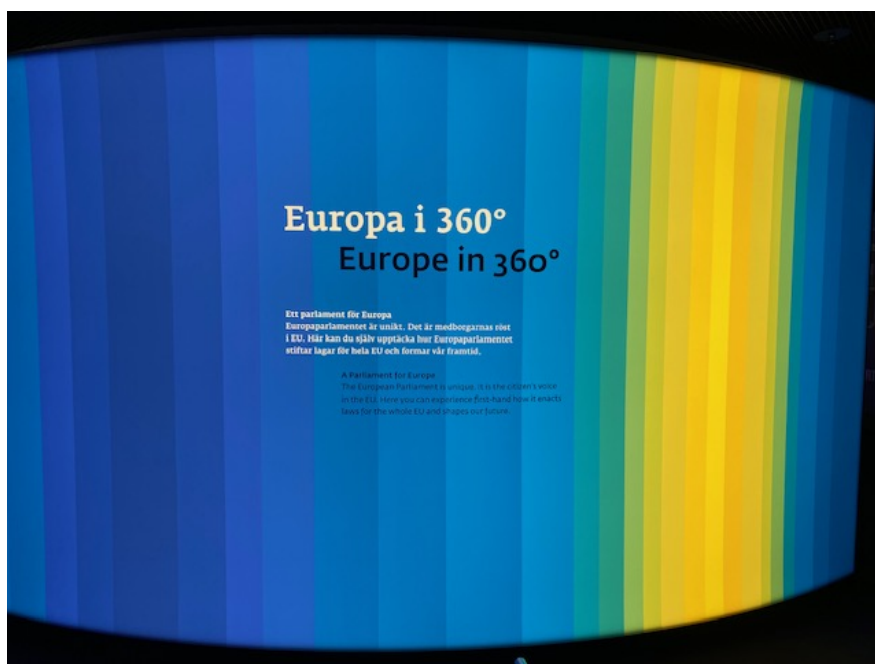 Europa i 360°
Europe in 360°
Ett parlament för Europa
Europaparlamentet är unikt. Det är medborgarnas röst
i EU. Här kan du själv upptäcka hur Europaparlamentet
stiftar lagar för hela EU och formar vår framtid.
A Parliament for Europe
The European Parliament is unique. It is the citizen's voice
in the EU. Here you can experience first-hand how it enacts
laws for the whole EU and shapes our future.